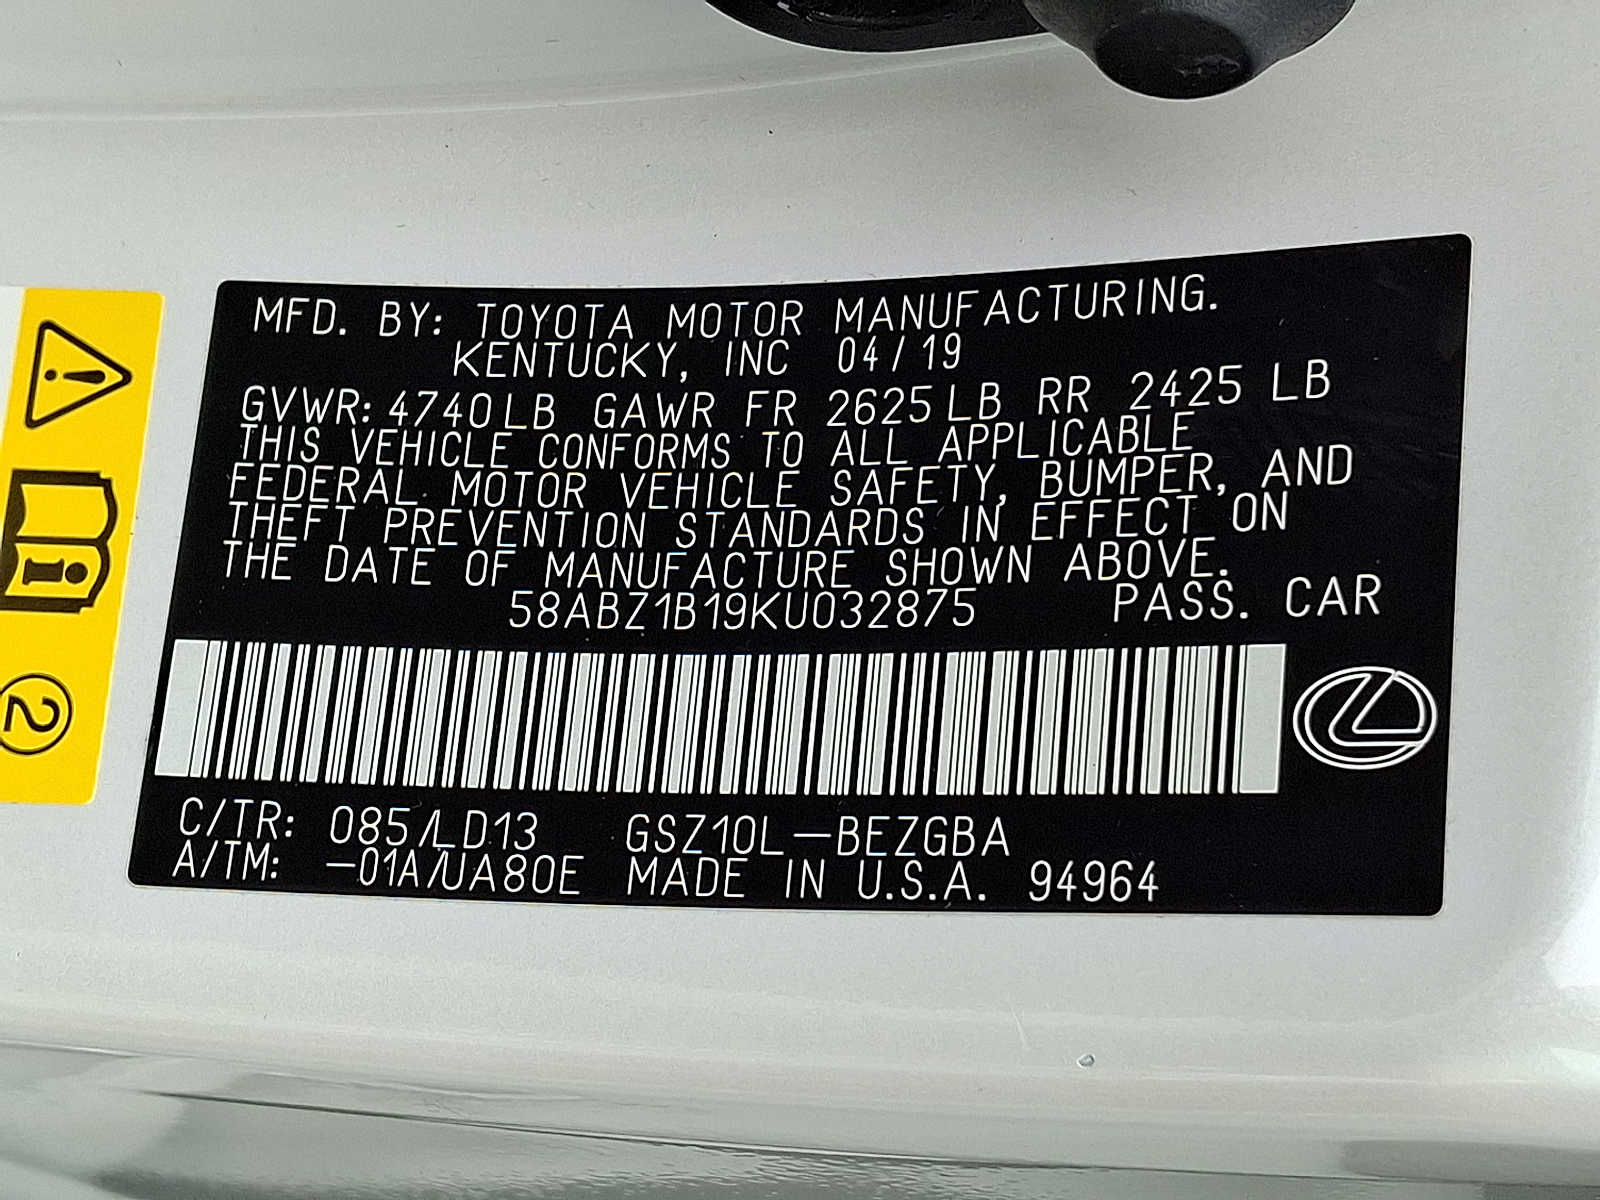 MFD. BY: TOYOTA MOTOR MANUFACTURING.
KENTUCKY, INC 04/19
GVWR: 4740LB GAWR FR 2625LB RR 2425 LB
THIS VEHICLE CONFORMS TO ALL APPLICABLE
FEDERAL MOTOR VEHICLE SAFETY, BUMPER, AND
THEFT PREVENTION STANDARDS IN EFFECT ON
THE DATE OF MANUFACTURE SHOWN ABOVE.
58ABZ1B19KU032875 PASS. CAR
C/TR: 085/LD13 GSZ10L-BEZGBA
A/TM: -01A/UA80E MADE IN U.S.A. 94964
2